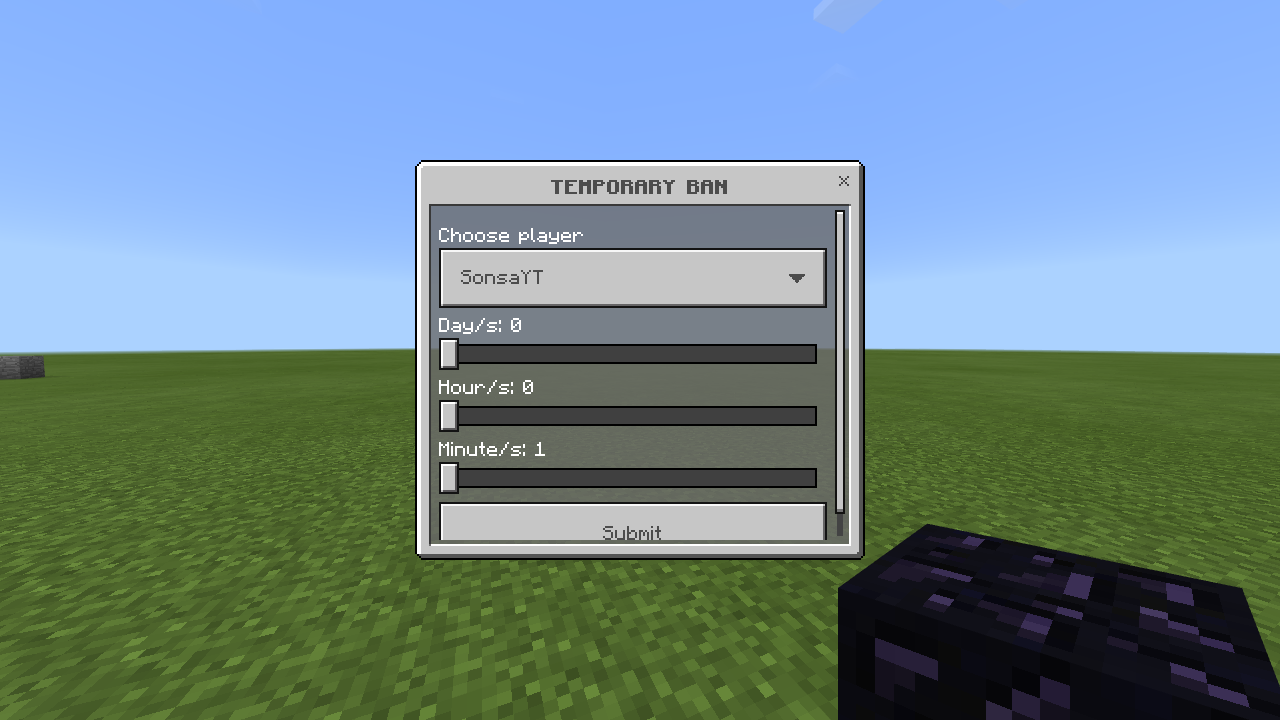 TEMPORARY BAN
Choose player
SonsaYT
Day/s: 0
Hour/s: 0
Minute/s: 1
Submit